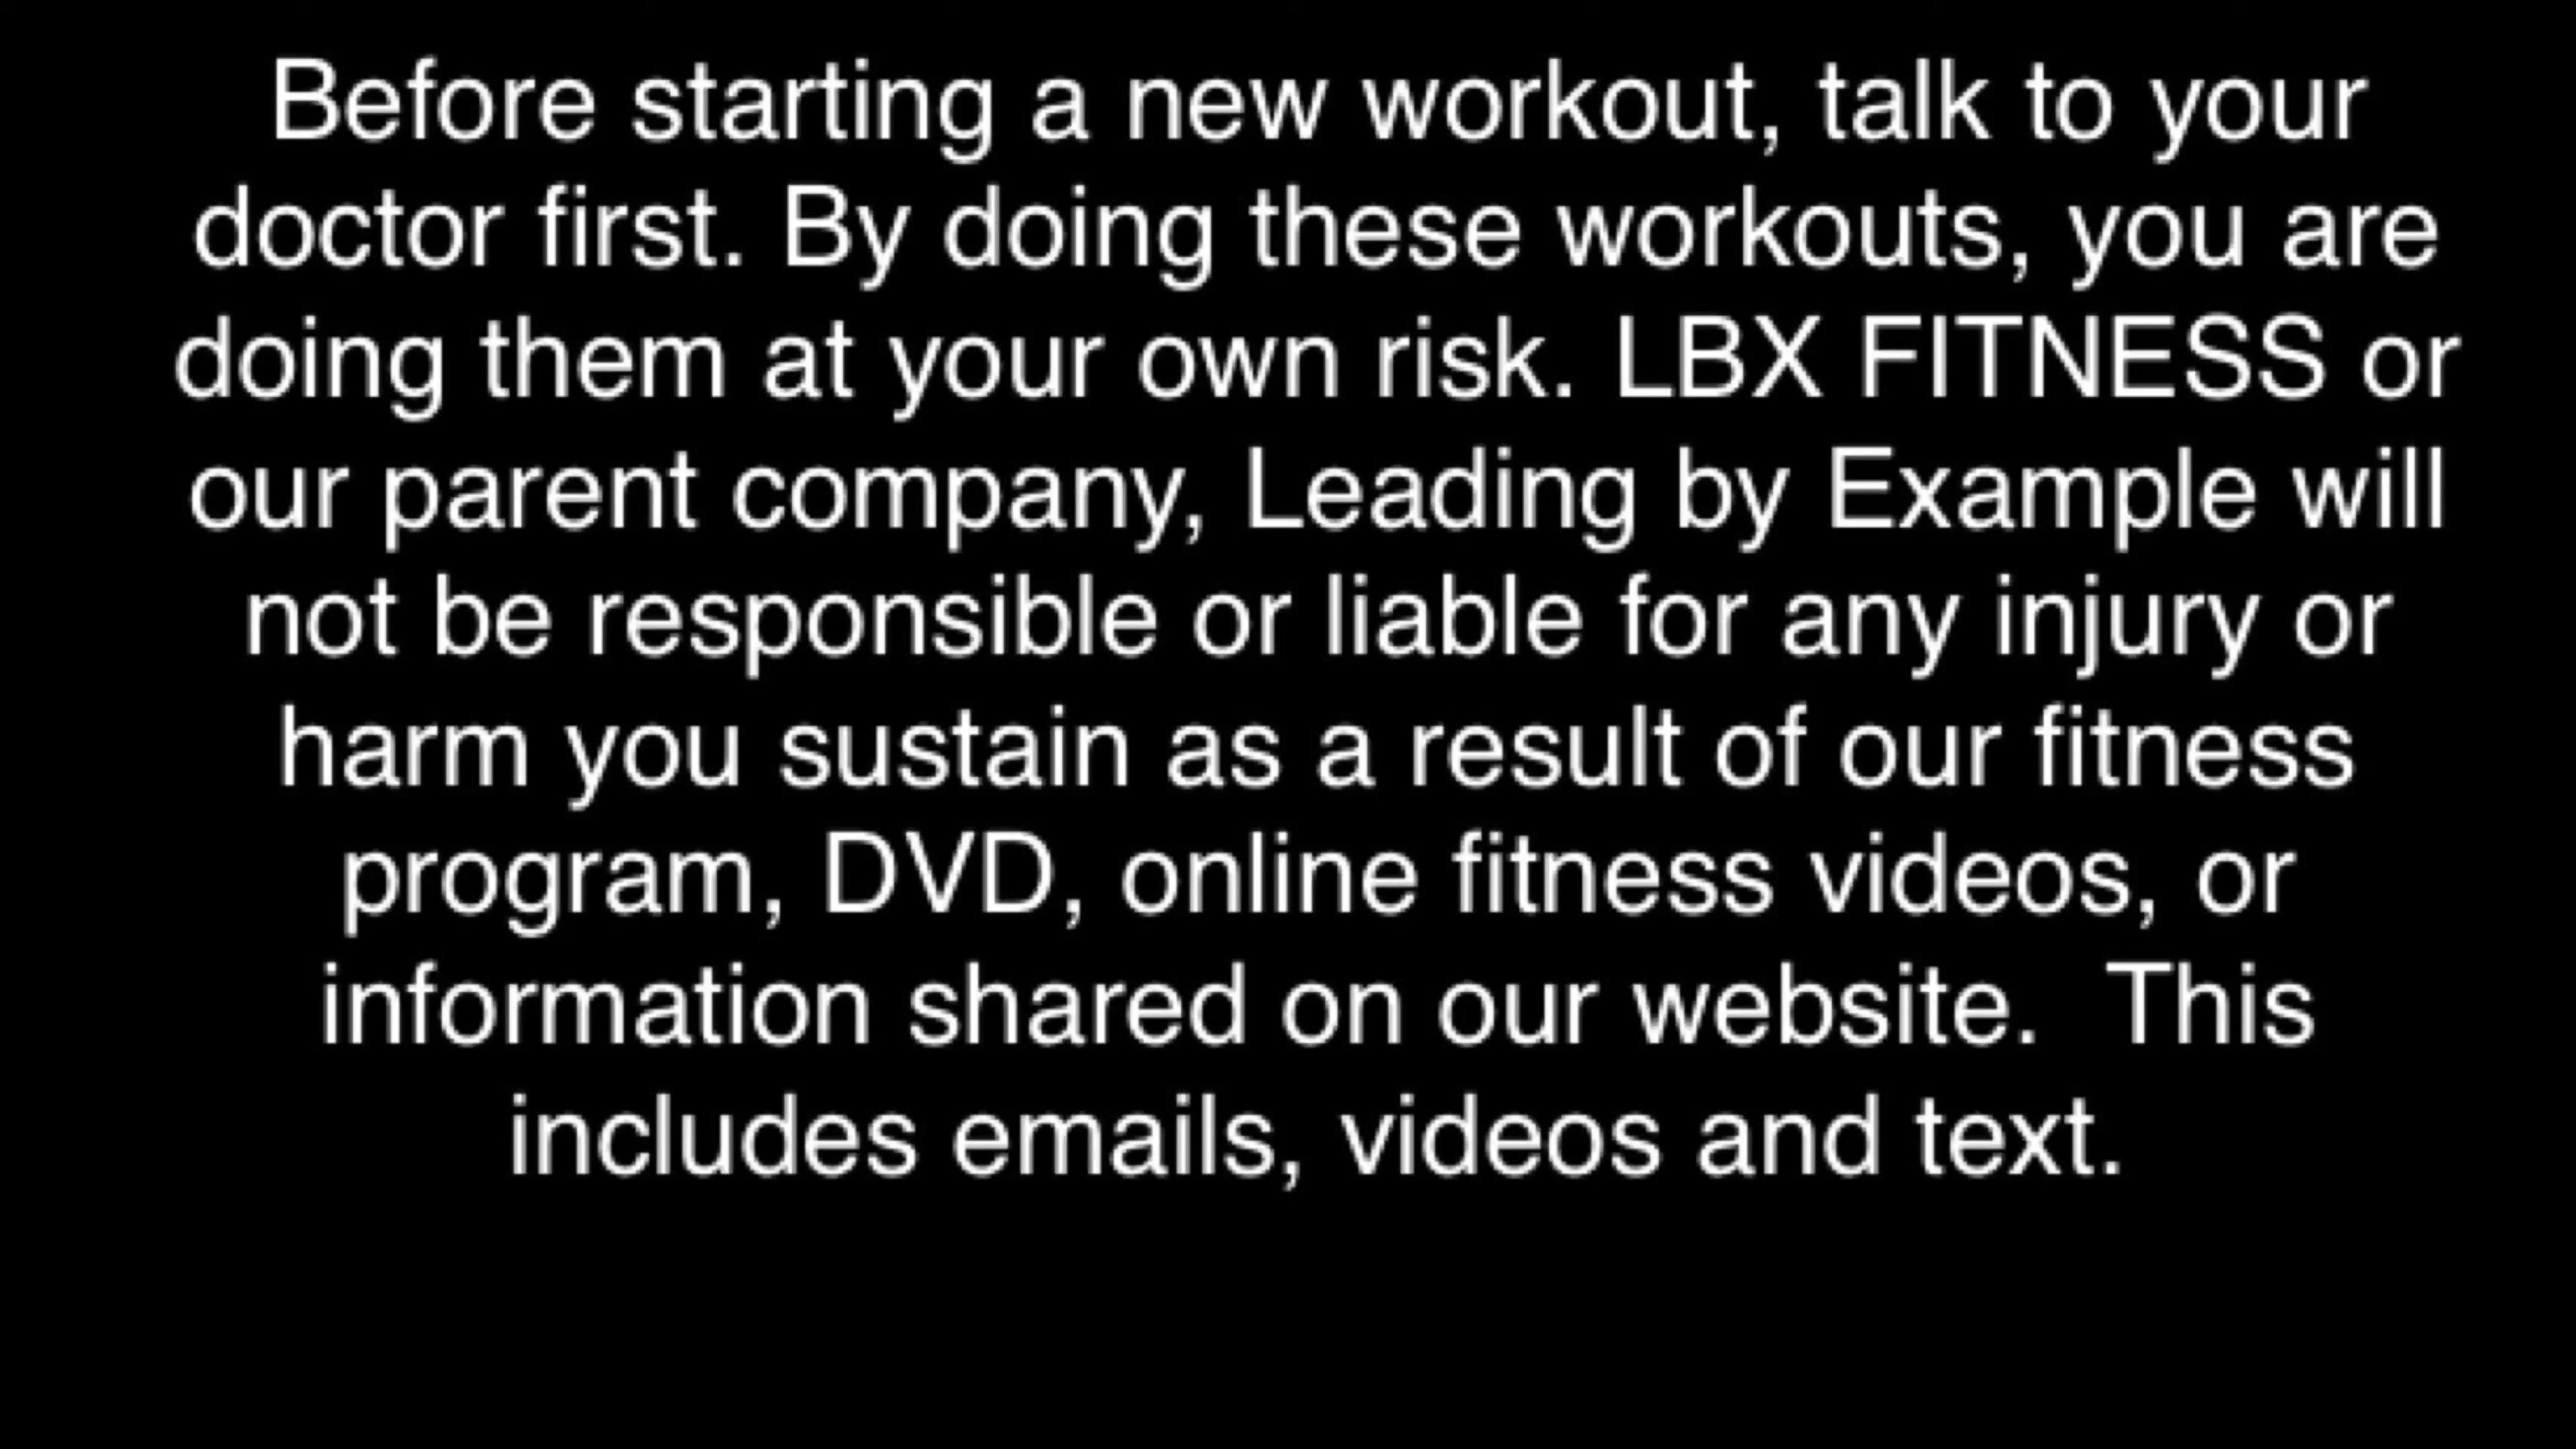 Before starting a new workout, talk to your
doctor first. By doing these workouts, you are
doing them at your own risk. LBX FITNESS or
our parent company, Leading by Example will
not be responsible or liable for any injury or
harm you sustain as a result of our fitness
program, DVD, online fitness videos, or
information shared on our website.  This
includes emails, videos and text.